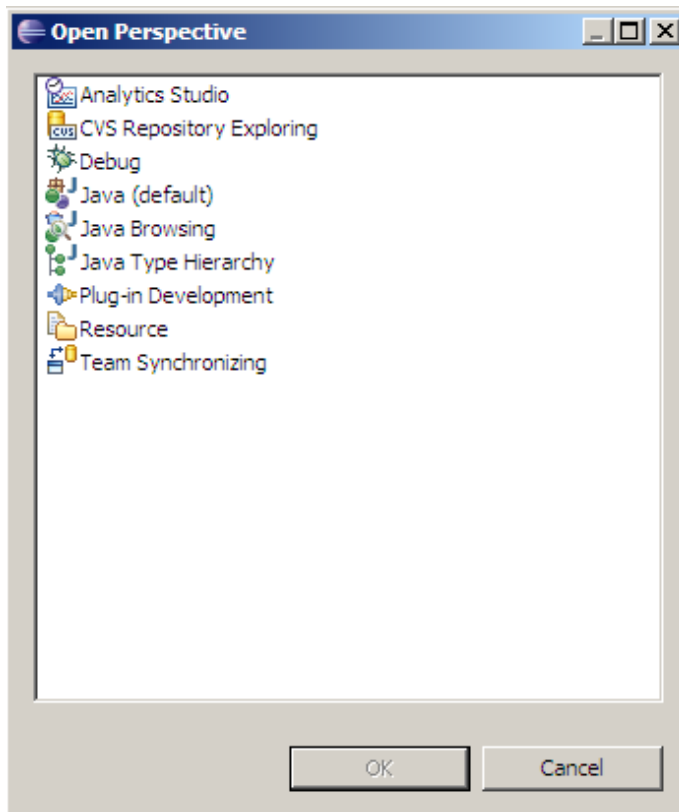 Open Perspective
Analytics Studio
CVS Repository Exploring
Debug
Java (default)
Java Browsing
Java Type Hierarchy
Plug-in Development
Resource
Team Synchronizing
OK Cancel